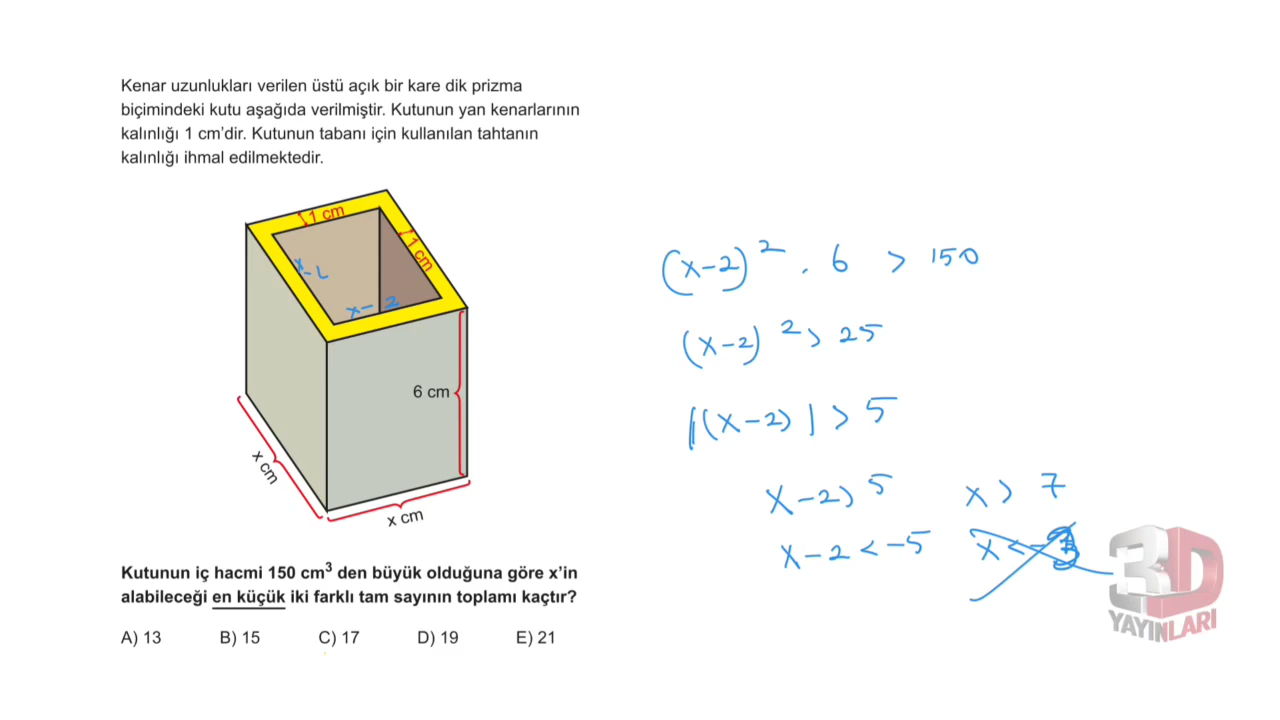 Kenar uzunlukları verilen üstü açık bir kare dik prizma
biçimindeki kutu aşağıda verilmiştir. Kutunun yan kenarlarının
kalınlığı 1 cm'dir. Kutunun tabanı için kullanılan tahtanın
kalınlığı ihmal edilmektedir.
1 cm
1 cm
x-2
x-2
6 cm
x cm
x cm
Kutunun iç hacmi 150 cm³ den büyük olduğuna göre x'in
alabileceği en küçük iki farklı tam sayının toplamı kaçtır?
A) 13 B) 15 C) 17 D) 19 E) 21
(x-2)² . 6 > 150
(x-2)² > 25
|(x-2)| > 5
x-2 > 5 x > 7
x-2 < -5 x < -3
3D
YAYINLARI